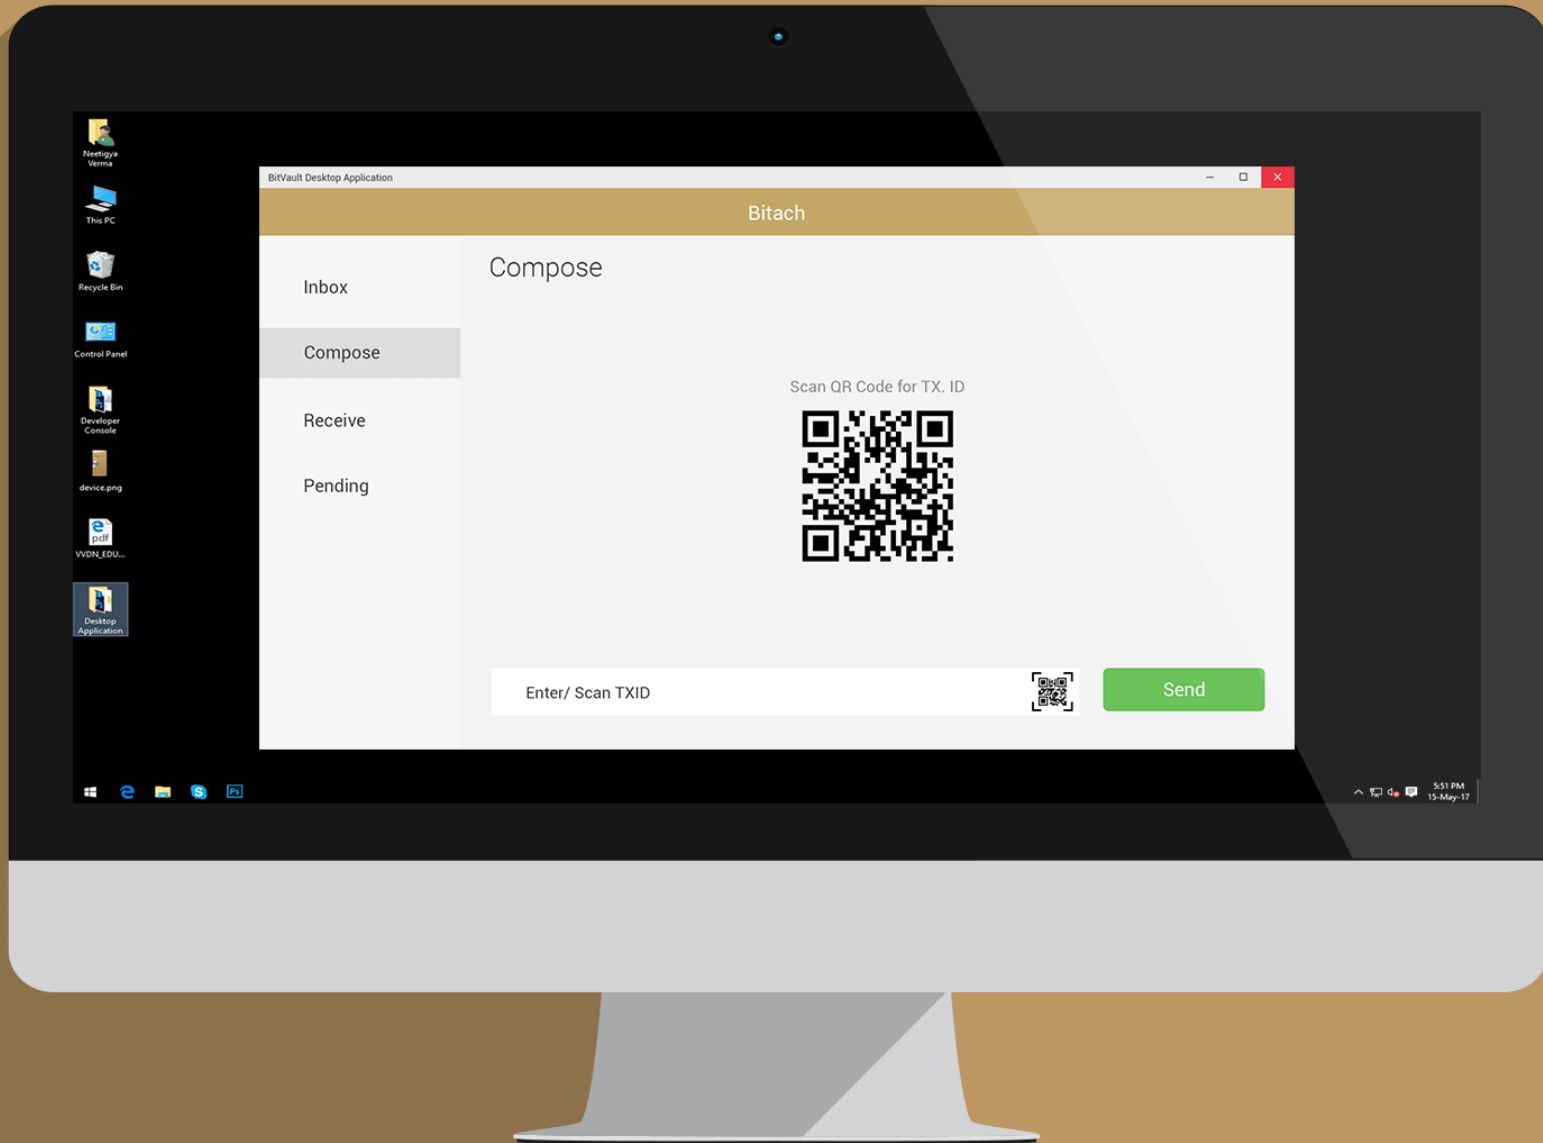 Neetigya
Verma
This PC
Recycle Bin
Control Panel
Developer
Console
device.png
pdf
VVDN_EDU...
Desktop
Application
BitVault Desktop Application
Bitach
Inbox
Compose
Receive
Pending
Compose
Scan QR Code for TX. ID
Enter/ Scan TXID
Send
Ps
5:51 PM
15-May-17